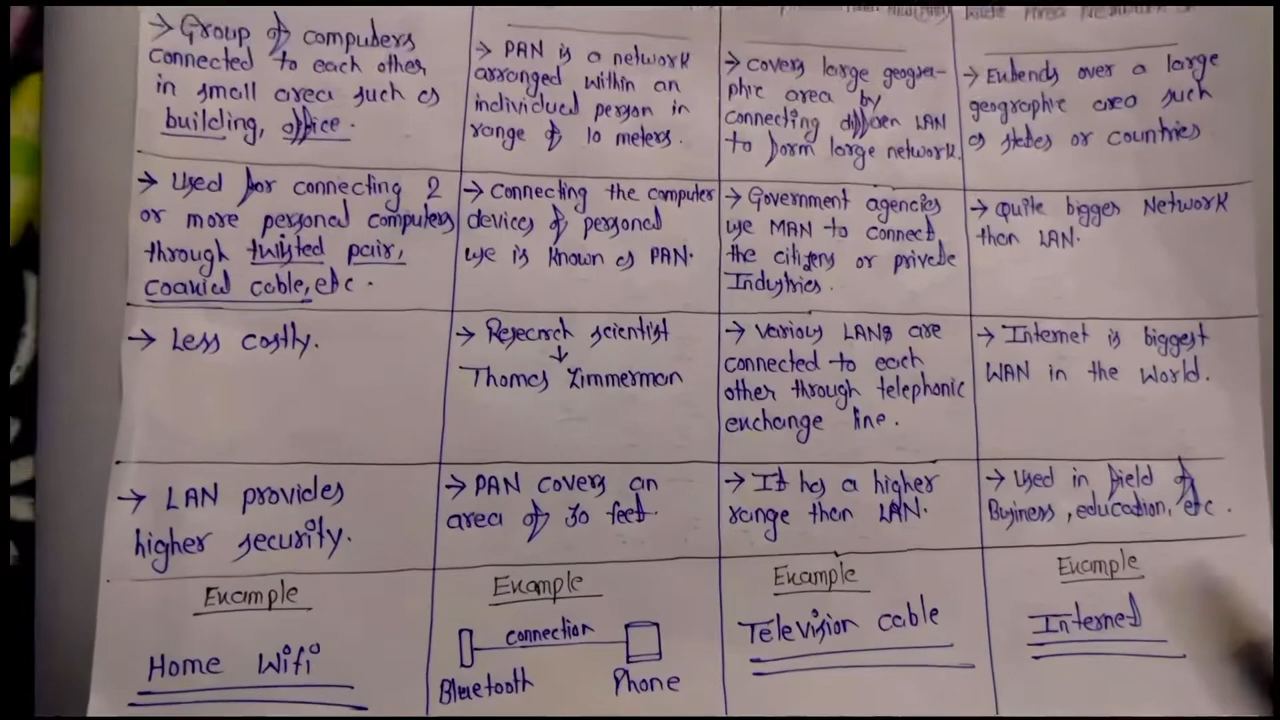 wide Area Network
→ Group of computers
connected to each other
in small area such as
building, office.
→ PAN is a network
arranged within an
individual person in
range of 10 meters.
→ covers large geogra-
phic area by
connecting differen LAN
to form large network.
→ Extends over a large
geographic area such
as states or countries
→ Used for connecting 2
or more personal computers
through twisted pair,
coaxial cable, etc.
→ Connecting the computer
devices of personal
use is known as PAN.
→ Government agencies
use MAN to connect
the citizens or private
Industries.
→ Quite bigger Network
than LAN.
→ Less costly.
→ Research scientist
↓
Thomas Zimmerman
→ Various LANs are
connected to each
other through telephonic
exchange line.
→ Internet is biggest
WAN in the World.
→ LAN provides
higher security.
→ PAN covers an
area of 30 feet.
→ It has a higher
range than LAN.
→ Used in field of
Business, education, etc.
Example
Home Wifi
Example
connection
Bluetooth Phone
Example
Television cable
Example
Internet